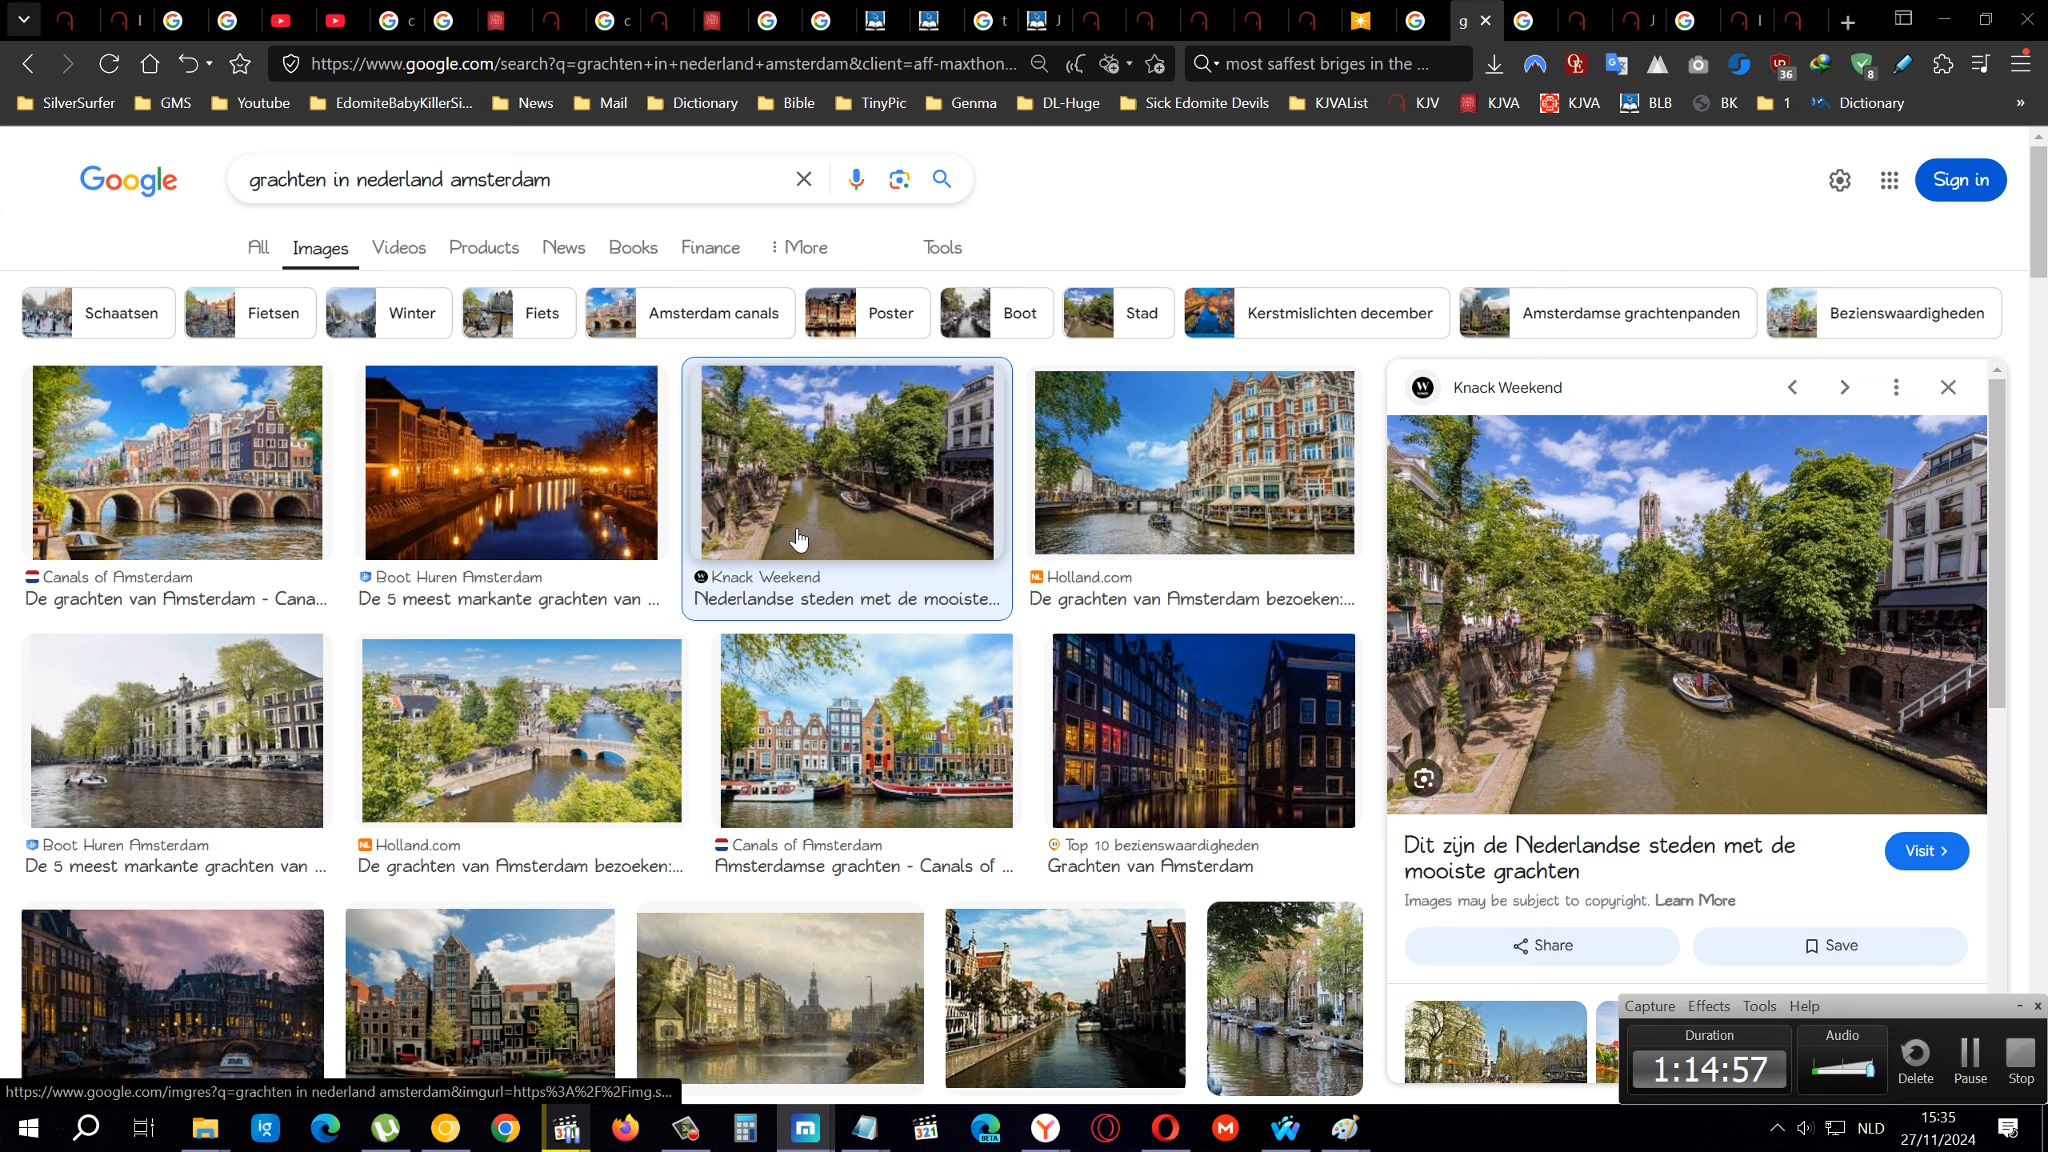 c
c
t
J
g
J
https://www.google.com/search?q=grachten+in+nederland+amsterdam&client=aff-maxthon...
most saffest briges in the ...
36
8
SilverSurfer
GMS
Youtube
EdomiteBabyKillerSi...
News
Mail
Dictionary
Bible
TinyPic
Genma
DL-Huge
Sick Edomite Devils
KJVAList
KJV
KJVA
KJVA
BLB
BK
1
Dictionary
»
Google
grachten in nederland amsterdam
Sign in
All
Images
Videos
Products
News
Books
Finance
More
Tools
Schaatsen
Fietsen
Winter
Fiets
Amsterdam canals
Poster
Boot
Stad
Kerstmislichten december
Amsterdamse grachtenpanden
Bezienswaardigheden
Canals of Amsterdam
De grachten van Amsterdam - Cana...
Boot Huren Amsterdam
De 5 meest markante grachten van ...
Knack Weekend
Nederlandse steden met de mooiste...
Holland.com
De grachten van Amsterdam bezoeken:...
Boot Huren Amsterdam
De 5 meest markante grachten van ...
Holland.com
De grachten van Amsterdam bezoeken:...
Canals of Amsterdam
Amsterdamse grachten - Canals of ...
Top 10 bezienswaardigheden
Grachten van Amsterdam
Knack Weekend
Dit zijn de Nederlandse steden met de
mooiste grachten
Visit
Images may be subject to copyright. Learn More
Share
Save
Capture Effects Tools Help
Duration
1:14:57
Audio
Delete
Pause
Stop
https://www.google.com/imgres?q=grachten in nederland amsterdam&imgurl=https%3A%2F%2Fimg.s...
ig
321
BETA
NLD
15:35
27/11/2024